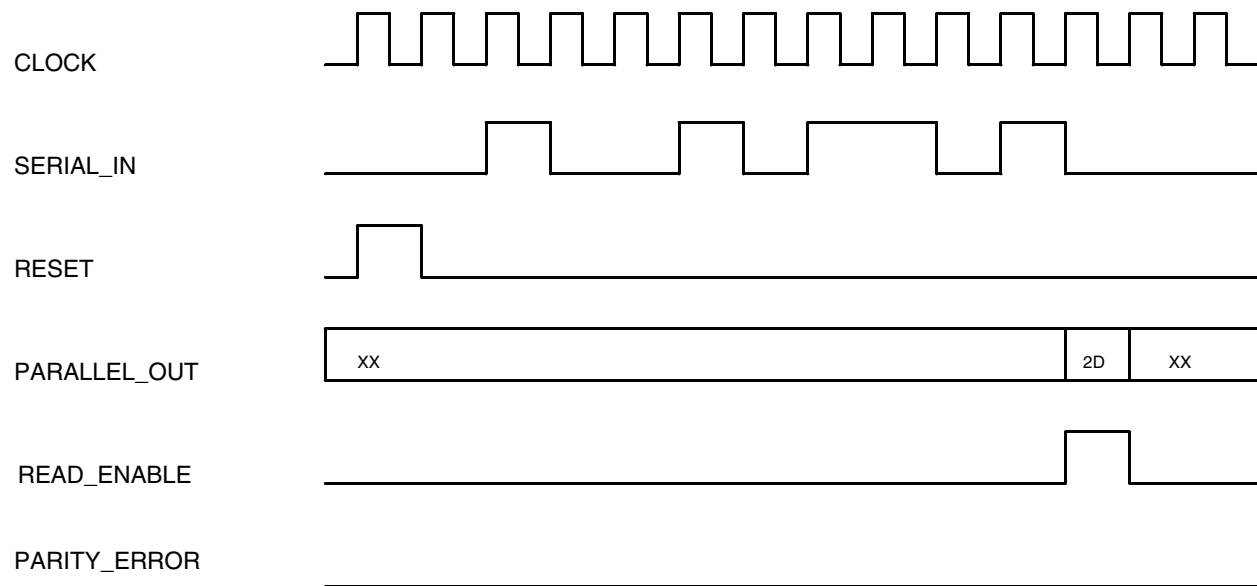 CLOCK
SERIAL_IN
RESET
PARALLEL_OUT XX 2D XX
READ_ENABLE
PARITY_ERROR